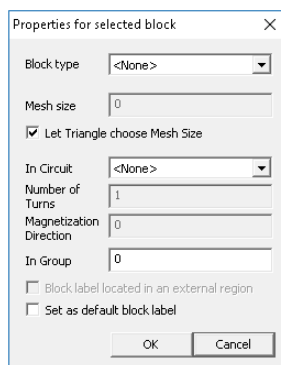 Properties for selected block
Block type <None>
Mesh size 0
Let Triangle choose Mesh Size
In Circuit <None>
Number of
Turns 1
Magnetization
Direction 0
In Group 0
Block label located in an external region
Set as default block label
OK Cancel